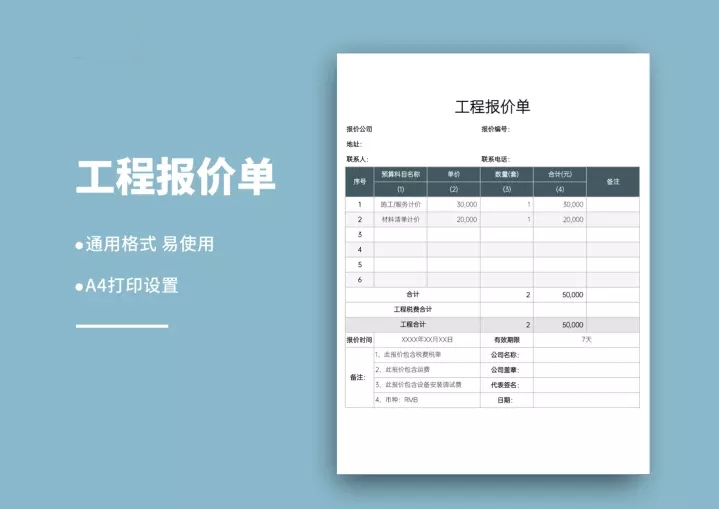 工程报价单
●通用格式 易使用
●A4打印设置
工程报价单
报价公司 报价编号：
地址：
联系人： 联系电话：
序号 预算科目名称 单价 数量(套) 合计(元) 备注
(1) (2) (3) (4)
1 施工/服务计价 30,000 1 30,000
2 材料清单计价 20,000 1 20,000
3
4
5
6
合计 2 50,000
工程税费合计
工程合计 2 50,000
报价时间 XXXX年XX月XX日 有效期限 7天
备注： 1、此报价包含税费税率 公司名称：
2、此报价包含运费 公司盖章：
3、此报价包含设备安装调试费 代表签名：
4、币种：RMB 日期：